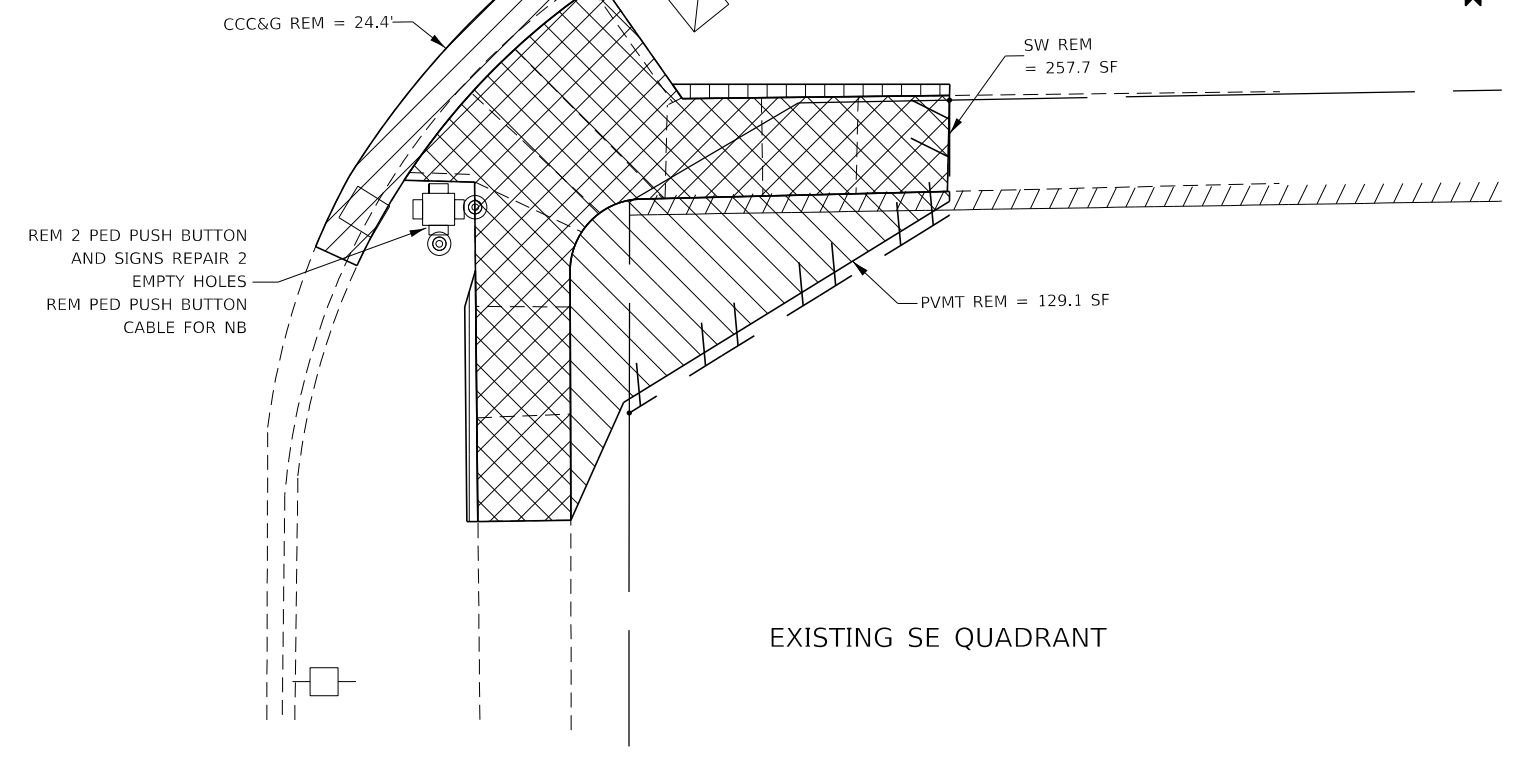 CCC&G REM = 24.4'
SW REM
= 257.7 SF
REM 2 PED PUSH BUTTON
AND SIGNS REPAIR 2
EMPTY HOLES
REM PED PUSH BUTTON
CABLE FOR NB
PVMT REM = 129.1 SF
EXISTING SE QUADRANT